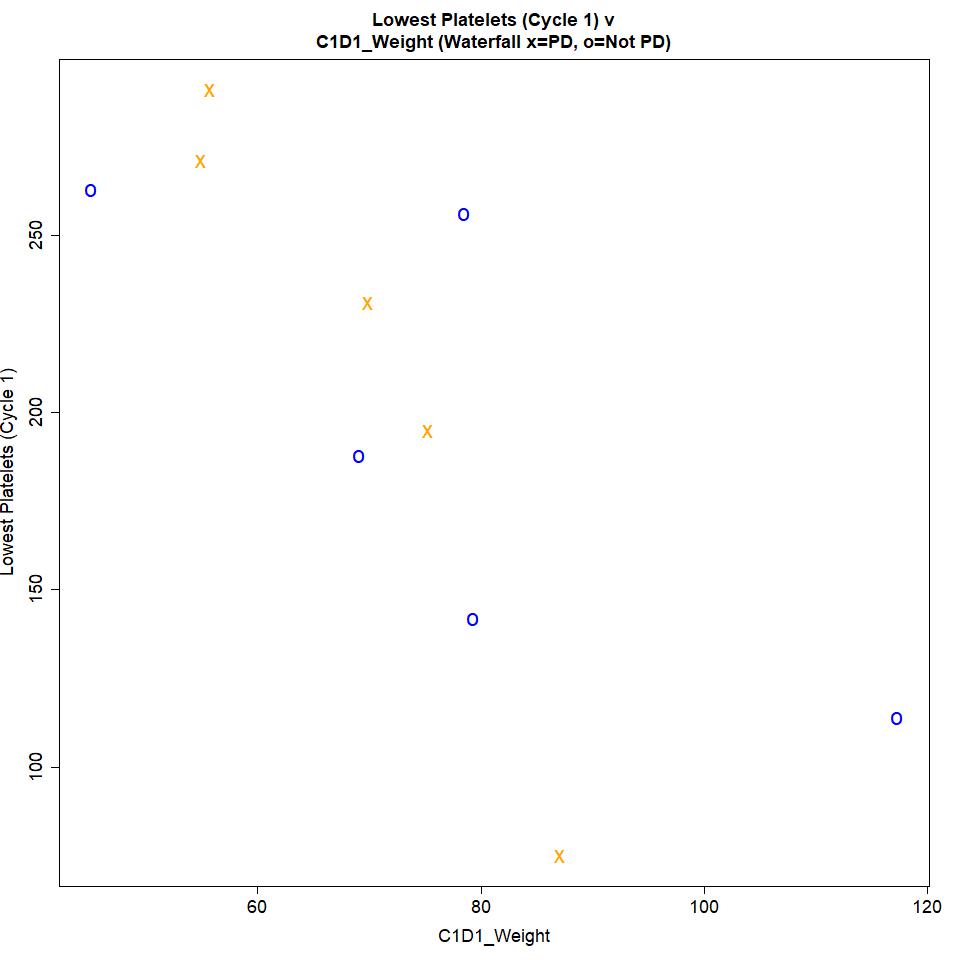 Lowest Platelets (Cycle 1) v
C1D1_Weight (Waterfall x=PD, o=Not PD)
Lowest Platelets (Cycle 1)
250
200
150
100
x
x
o
o
x
x
o
o
o
x
60
80
100
120
C1D1_Weight